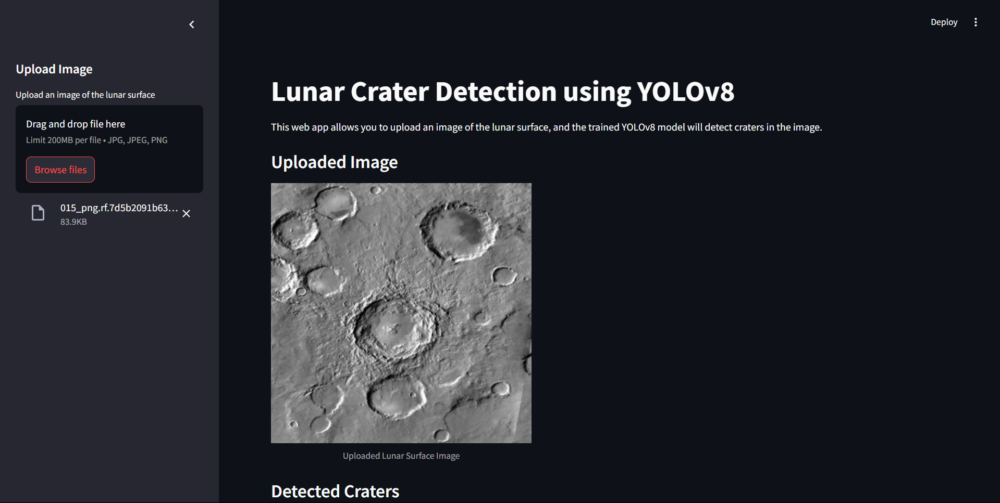 Upload Image
Upload an image of the lunar surface
Drag and drop file here
Limit 200MB per file • JPG, JPEG, PNG
Browse files
015_png.rf.7d5b2091b63...
83.9KB
Deploy
Lunar Crater Detection using YOLOv8
This web app allows you to upload an image of the lunar surface, and the trained YOLOv8 model will detect craters in the image.
Uploaded Image
Uploaded Lunar Surface Image
Detected Craters